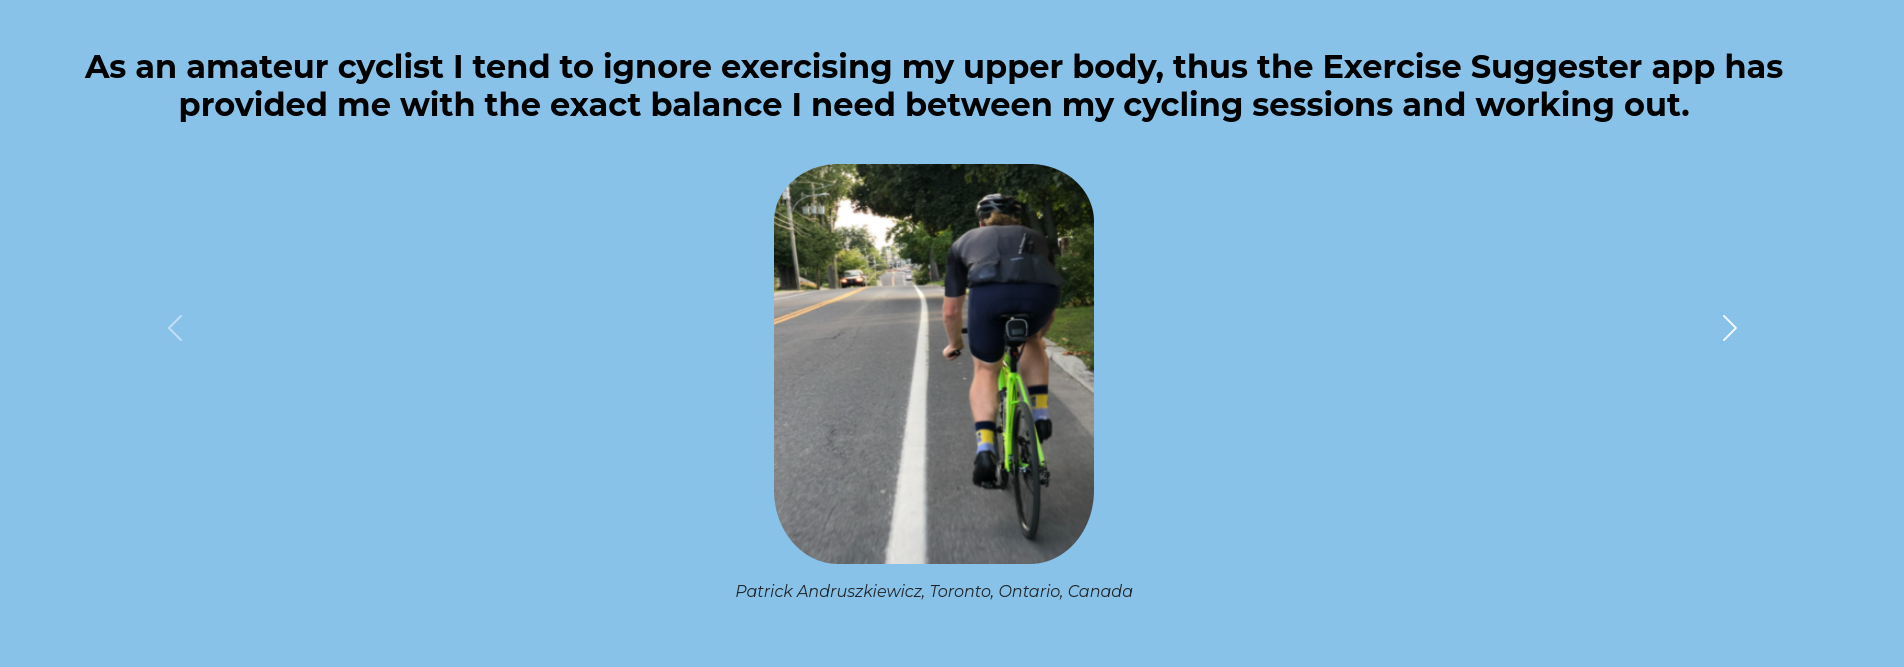 As an amateur cyclist I tend to ignore exercising my upper body, thus the Exercise Suggester app has
provided me with the exact balance I need between my cycling sessions and working out.
Patrick Andruszkiewicz, Toronto, Ontario, Canada